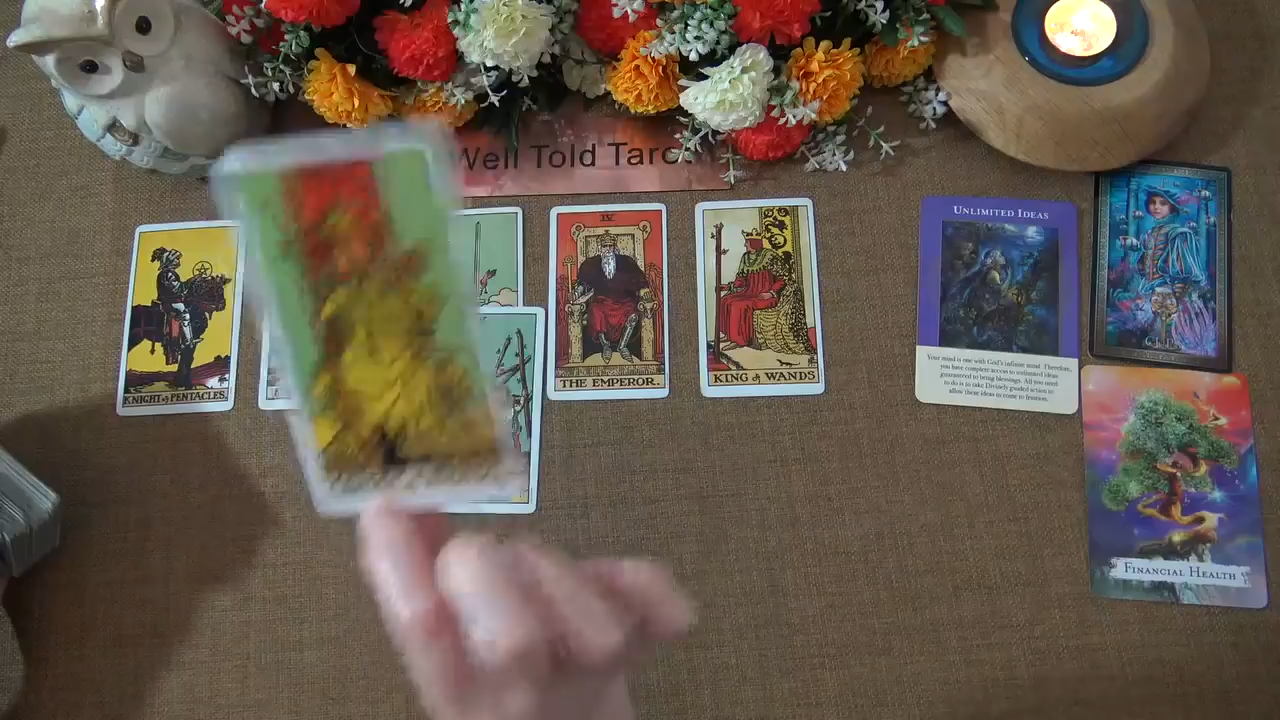 Well Told Tarot
KNIGHT of PENTACLES.
IV
THE EMPEROR.
KING of WANDS
UNLIMITED IDEAS
Your mind is one with God's infinite mind. Therefore,
you have complete access to unlimited ideas
guaranteed to bring blessings. All you need
to do is to take Divinely guided action to
allow these ideas to come to fruition.
FINANCIAL HEALTH